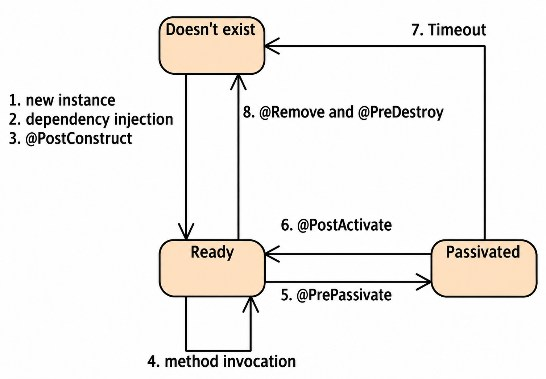 Doesn't exist
7. Timeout
1. new instance
2. dependency injection
3. @PostConstruct
8. @Remove and @PreDestroy
6. @PostActivate
Ready
Passivated
5. @PrePassivate
4. method invocation